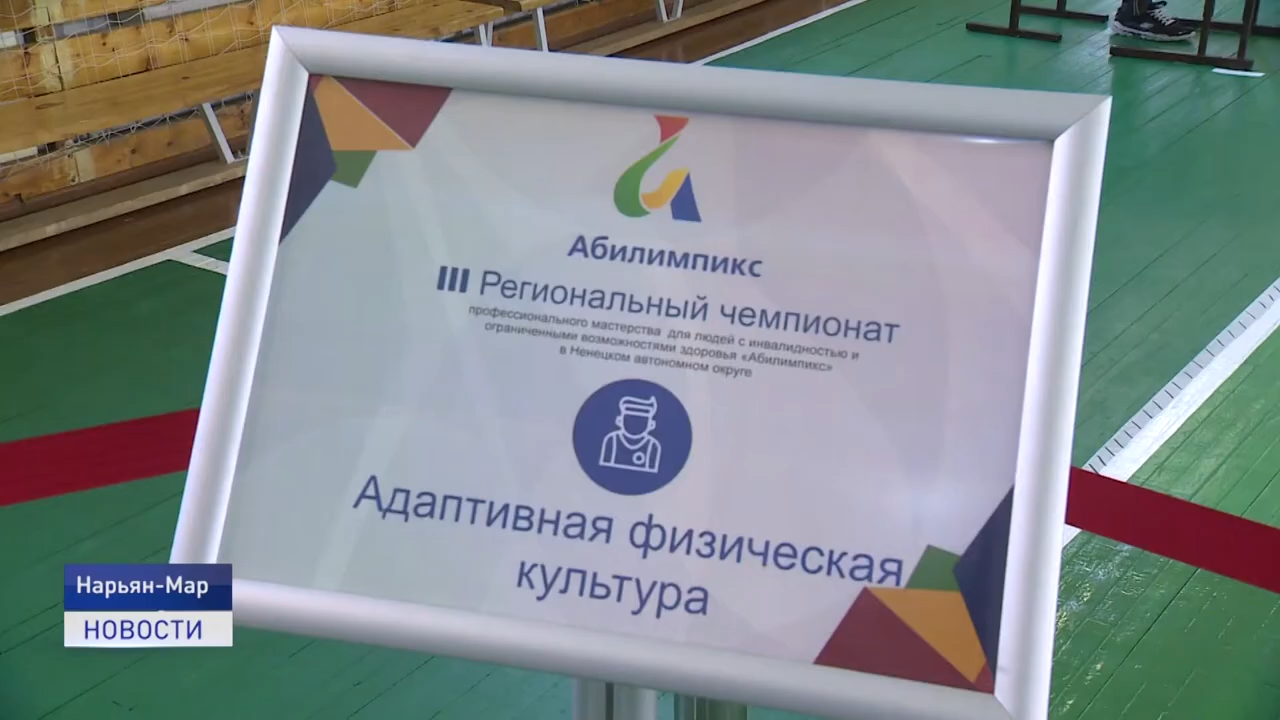 Абилимпикс
III Региональный чемпионат
профессионального мастерства для людей с инвалидностью и
ограниченными возможностями здоровья «Абилимпикс»
в Ненецком автономном округе
Адаптивная физическая
культура
Нарьян-Мар
НОВОСТИ